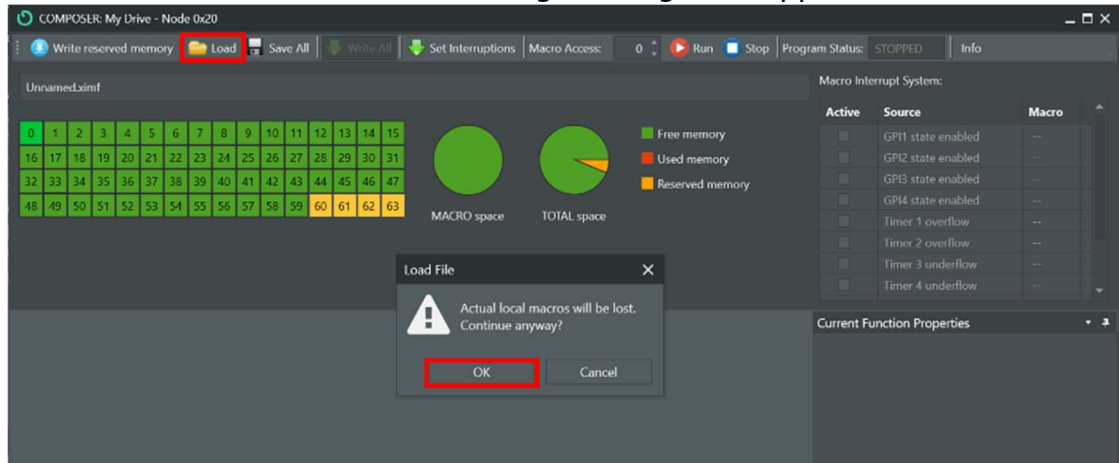 COMPOSER: My Drive - Node 0x20
Write reserved memory Load Save All Write All Set Interruptions Macro Access: 0 Run Stop Program Status: STOPPED Info
Unnamed.ximf
0 1 2 3 4 5 6 7 8 9 10 11 12 13 14 15
16 17 18 19 20 21 22 23 24 25 26 27 28 29 30 31
32 33 34 35 36 37 38 39 40 41 42 43 44 45 46 47
48 49 50 51 52 53 54 55 56 57 58 59 60 61 62 63
MACRO space
TOTAL space
Free memory
Used memory
Reserved memory
Macro Interrupt System:
Active Source Macro
GPI1 state enabled --
GPI2 state enabled --
GPI3 state enabled --
GPI4 state enabled --
Timer 1 overflow --
Timer 2 overflow --
Timer 3 underflow --
Timer 4 underflow --
Load File
Actual local macros will be lost.
Continue anyway?
OK Cancel
Current Function Properties